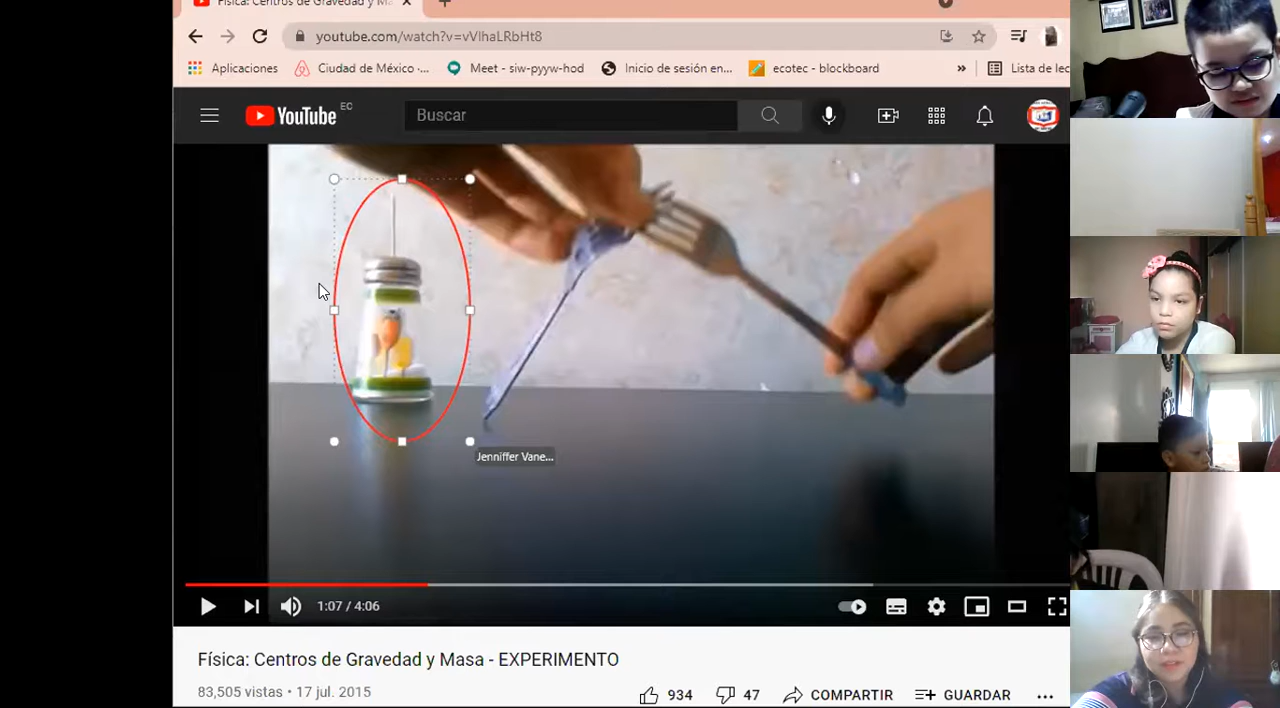 Física: Centros de Gravedad y Ma
youtube.com/watch?v=vVlhaLRbHt8
Aplicaciones
Ciudad de México ·...
Meet - siw-pyyw-hod
Inicio de sesión en...
ecotec - blockboard
»
Lista de lec
YouTube EC
Buscar
Jenniffer Vane...
1:07 / 4:06
Física: Centros de Gravedad y Masa - EXPERIMENTO
83,505 vistas • 17 jul. 2015
934
47
COMPARTIR
GUARDAR
...